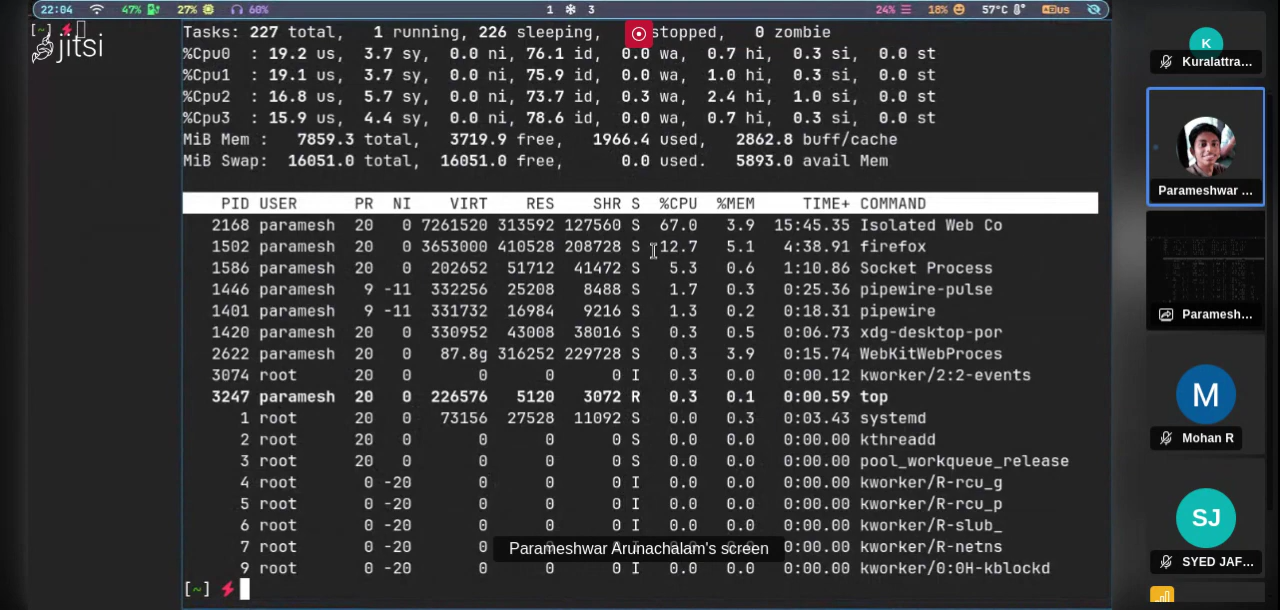 22:04 47% 27% 60% 1 3 24% 18% 57°C us
[~]
jitsi
Tasks: 227 total, 1 running, 226 sleeping, stopped, 0 zombie
%Cpu0 : 19.2 us, 3.7 sy, 0.0 ni, 76.1 id, 0.0 wa, 0.7 hi, 0.3 si, 0.0 st
%Cpu1 : 19.1 us, 3.7 sy, 0.0 ni, 75.9 id, 0.0 wa, 1.0 hi, 0.3 si, 0.0 st
%Cpu2 : 16.8 us, 5.7 sy, 0.0 ni, 73.7 id, 0.3 wa, 2.4 hi, 1.0 si, 0.0 st
%Cpu3 : 15.9 us, 4.4 sy, 0.0 ni, 78.6 id, 0.0 wa, 0.7 hi, 0.3 si, 0.0 st
MiB Mem : 7859.3 total, 3719.9 free, 1966.4 used, 2862.8 buff/cache
MiB Swap: 16051.0 total, 16051.0 free, 0.0 used. 5893.0 avail Mem
PID USER PR NI VIRT RES SHR S %CPU %MEM TIME+ COMMAND
2168 paramesh 20 0 7261520 313592 127560 S 67.0 3.9 15:45.35 Isolated Web Co
1502 paramesh 20 0 3653000 410528 208728 S 12.7 5.1 4:38.91 firefox
1586 paramesh 20 0 202652 51712 41472 S 5.3 0.6 1:10.86 Socket Process
1446 paramesh 9 -11 332256 25208 8488 S 1.7 0.3 0:25.36 pipewire-pulse
1401 paramesh 9 -11 331732 16984 9216 S 1.3 0.2 0:18.31 pipewire
1420 paramesh 20 0 330952 43008 38016 S 0.3 0.5 0:06.73 xdg-desktop-por
2622 paramesh 20 0 87.8g 316252 229728 S 0.3 3.9 0:15.74 WebKitWebProces
3074 root 20 0 0 0 0 I 0.3 0.0 0:00.12 kworker/2:2-events
3247 paramesh 20 0 226576 5120 3072 R 0.3 0.1 0:00.59 top
1 root 20 0 73156 27528 11092 S 0.0 0.3 0:03.43 systemd
2 root 20 0 0 0 0 S 0.0 0.0 0:00.00 kthreadd
3 root 20 0 0 0 0 S 0.0 0.0 0:00.00 pool_workqueue_release
4 root 0 -20 0 0 0 I 0.0 0.0 0:00.00 kworker/R-rcu_g
5 root 0 -20 0 0 0 I 0.0 0.0 0:00.00 kworker/R-rcu_p
6 root 0 -20 0 0 0 I 0.0 0.0 0:00.00 kworker/R-slub_
7 root 0 -20 0 0 0 I 0.0 0.0 0:00.00 kworker/R-netns
9 root 0 -20 0 0 0 I 0.0 0.0 0:00.00 kworker/0:0H-kblockd
[~]
Parameshwar Arunachalam's screen
K
Kuralattra...
Parameshwar ...
Paramesh...
M
Mohan R
SJ
SYED JAF...